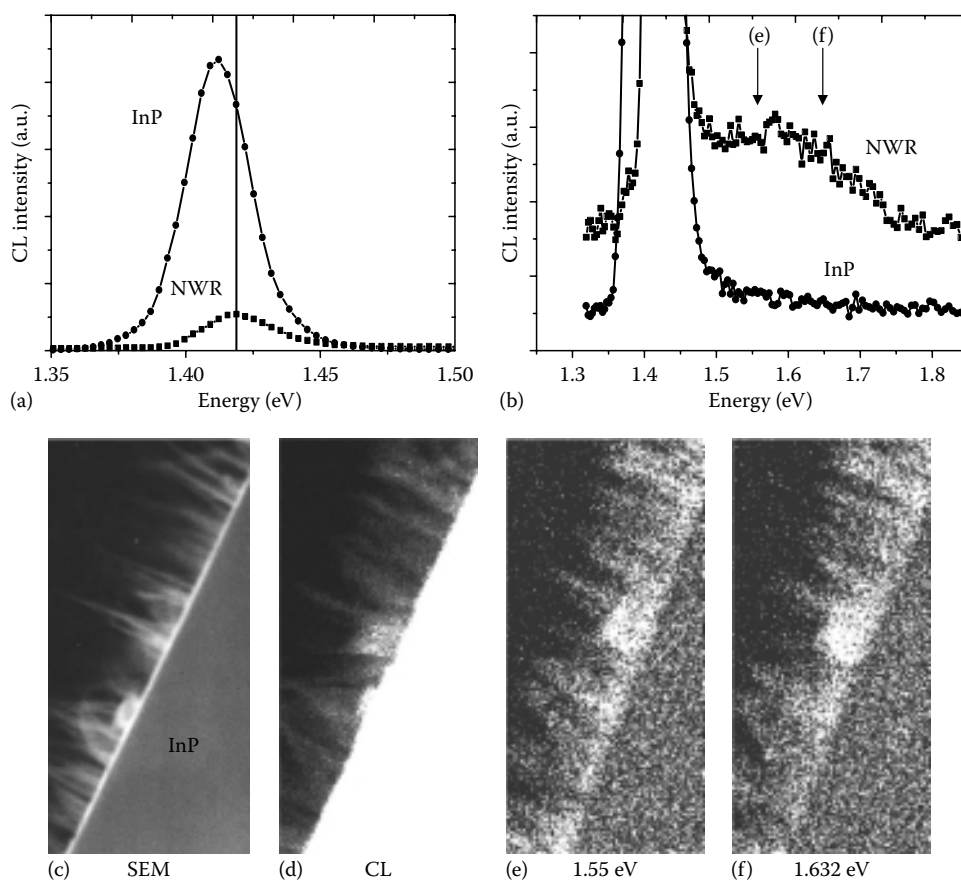 InP
NWR
CL intensity (a.u.)
1.35 1.40 1.45 1.50
(a) Energy (eV)
(e) (f)
NWR
InP
CL intensity (a.u.)
1.3 1.4 1.5 1.6 1.7 1.8
(b) Energy (eV)
InP
(c) SEM
(d) CL
(e) 1.55 eV
(f) 1.632 eV